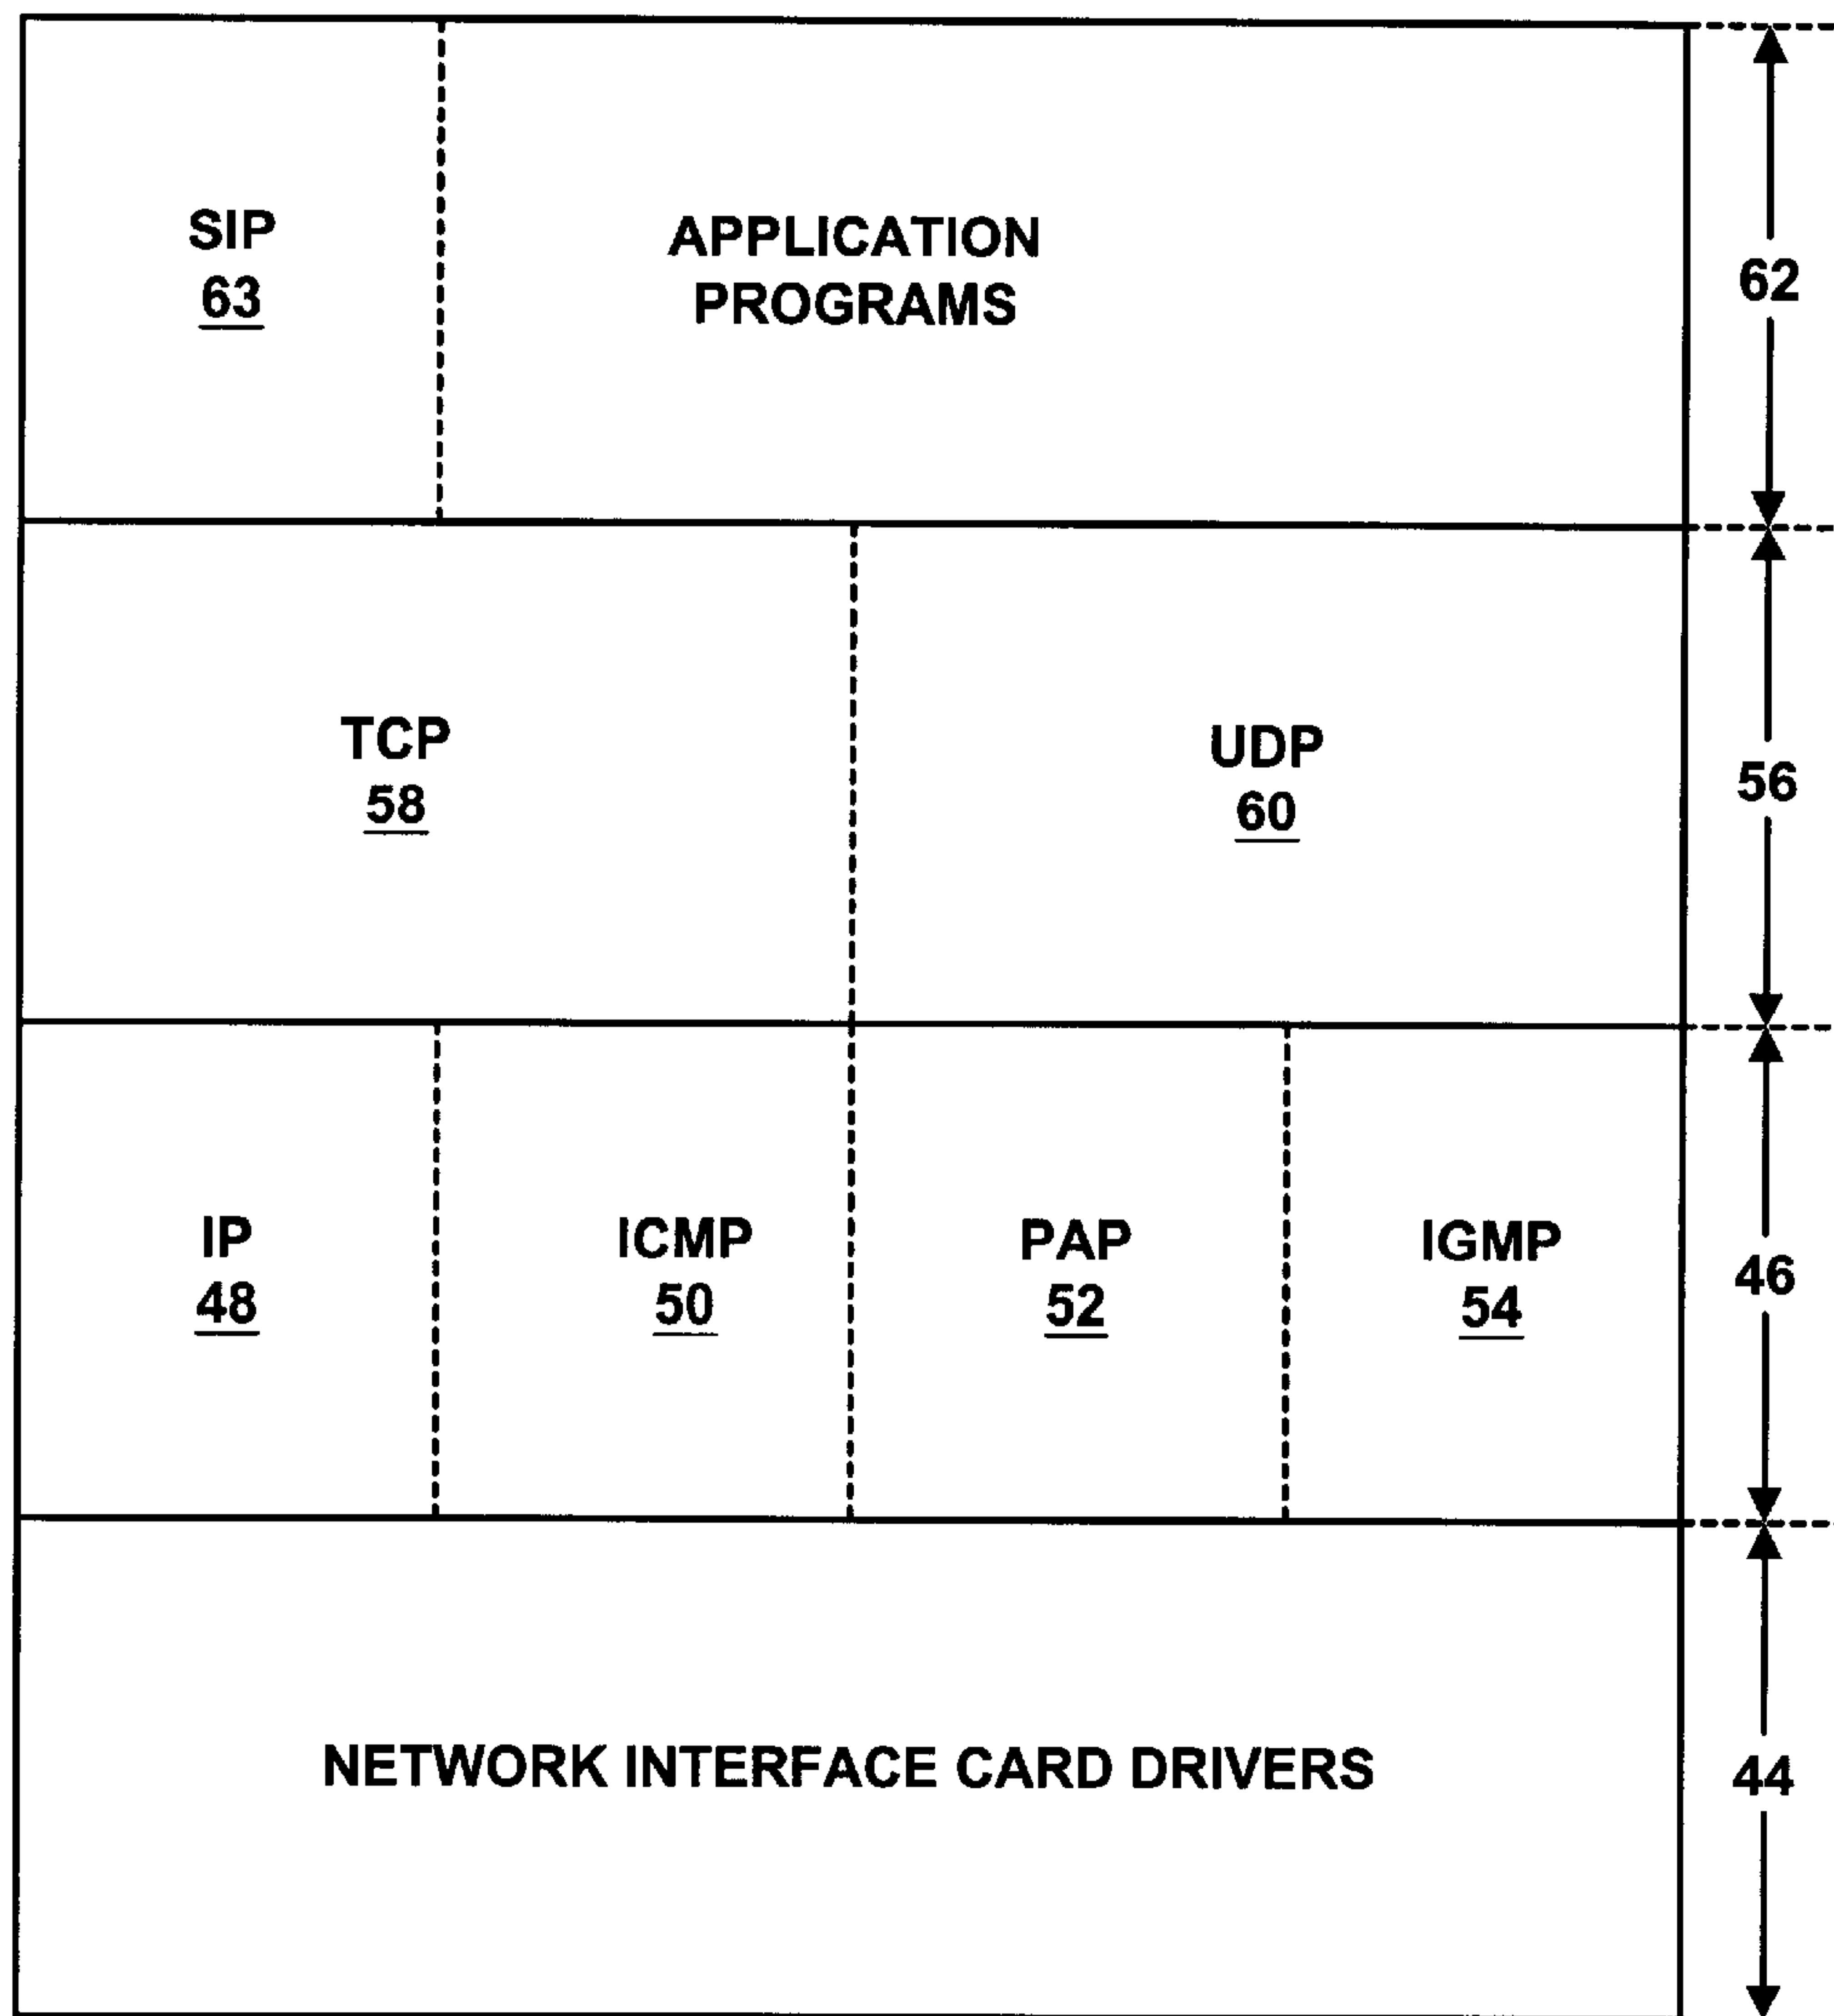 SIP
63
APPLICATION
PROGRAMS
62
TCP
58
UDP
60
56
IP
48
ICMP
50
PAP
52
IGMP
54
46
NETWORK INTERFACE CARD DRIVERS
44